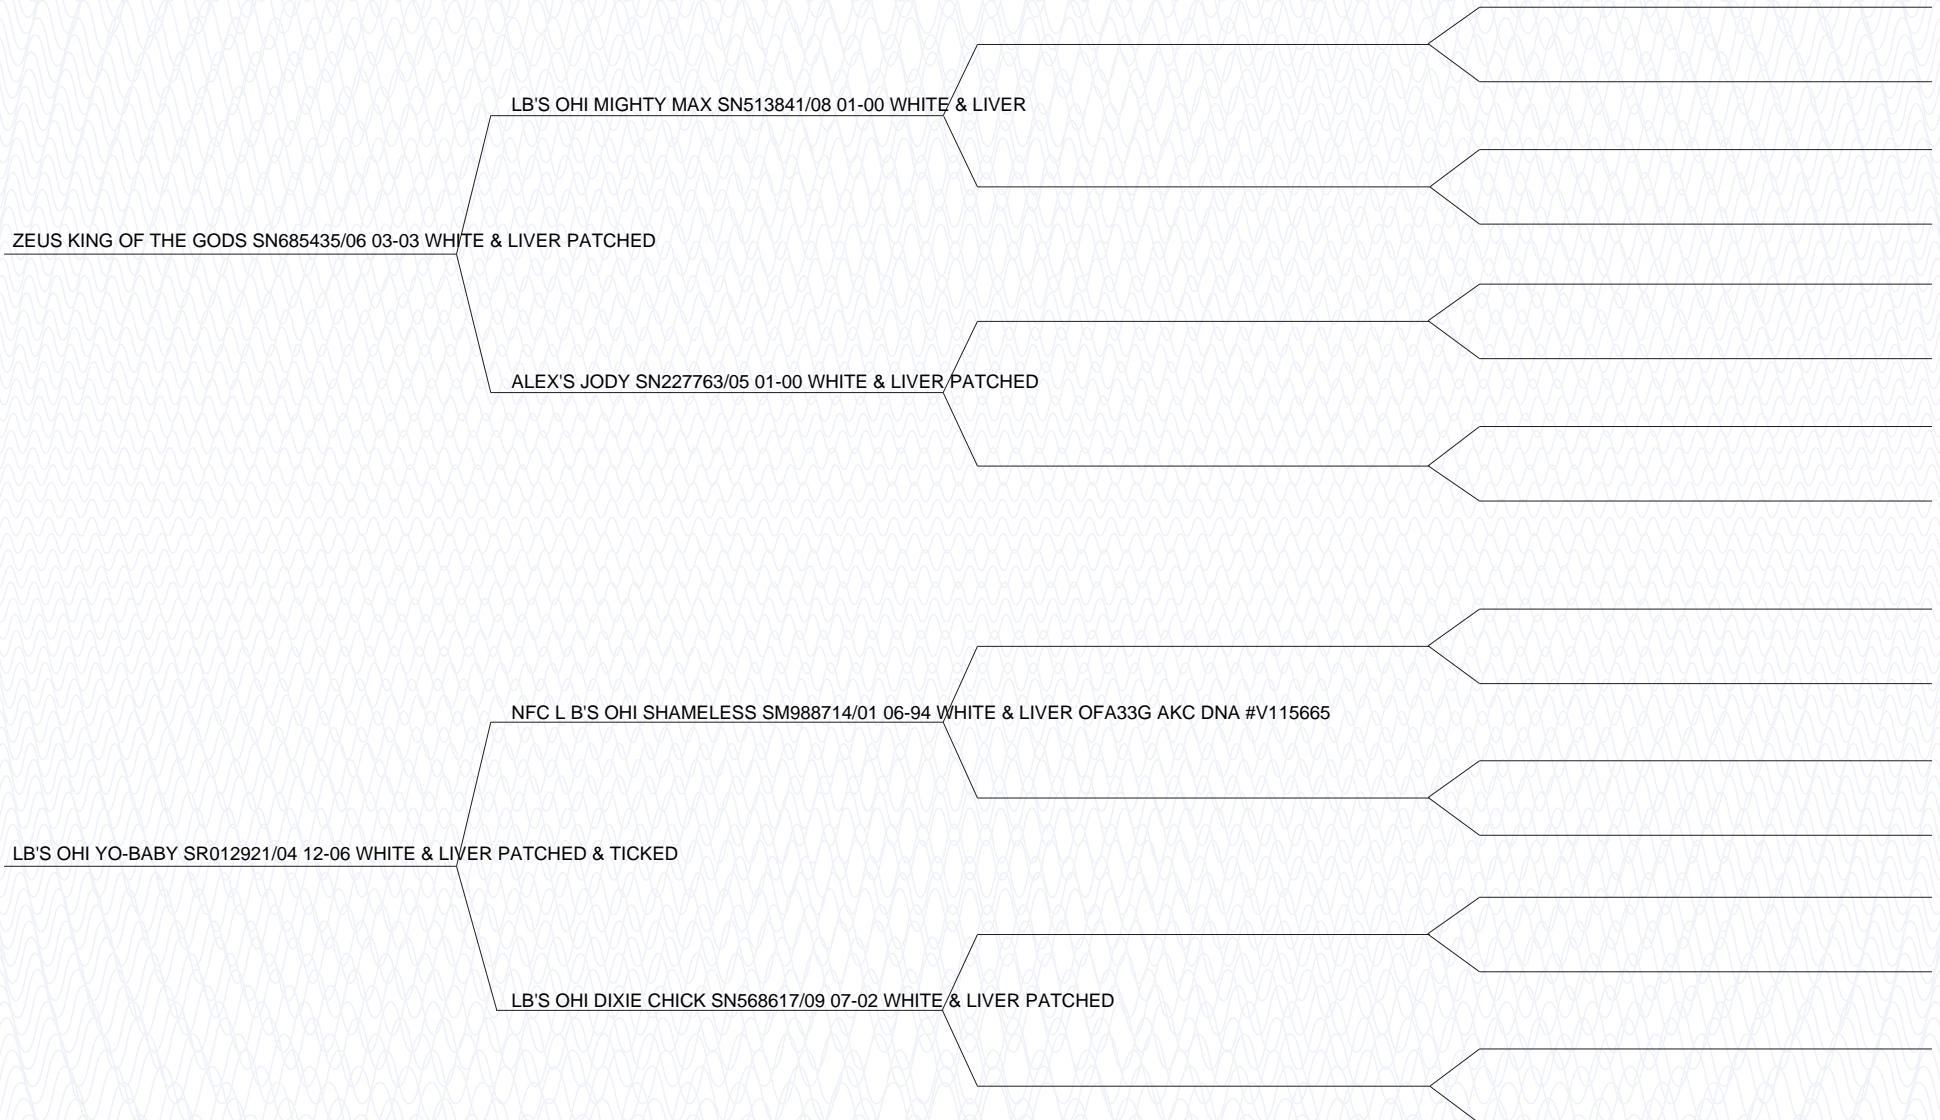 LB'S OHI MIGHTY MAX SN513841/08 01-00 WHITE & LIVER
ZEUS KING OF THE GODS SN685435/06 03-03 WHITE & LIVER PATCHED
ALEX'S JODY SN227763/05 01-00 WHITE & LIVER PATCHED
NFC L B'S OHI SHAMELESS SM988714/01 06-94 WHITE & LIVER OFA33G AKC DNA #V115665
LB'S OHI YO-BABY SR012921/04 12-06 WHITE & LIVER PATCHED & TICKED
LB'S OHI DIXIE CHICK SN568617/09 07-02 WHITE & LIVER PATCHED